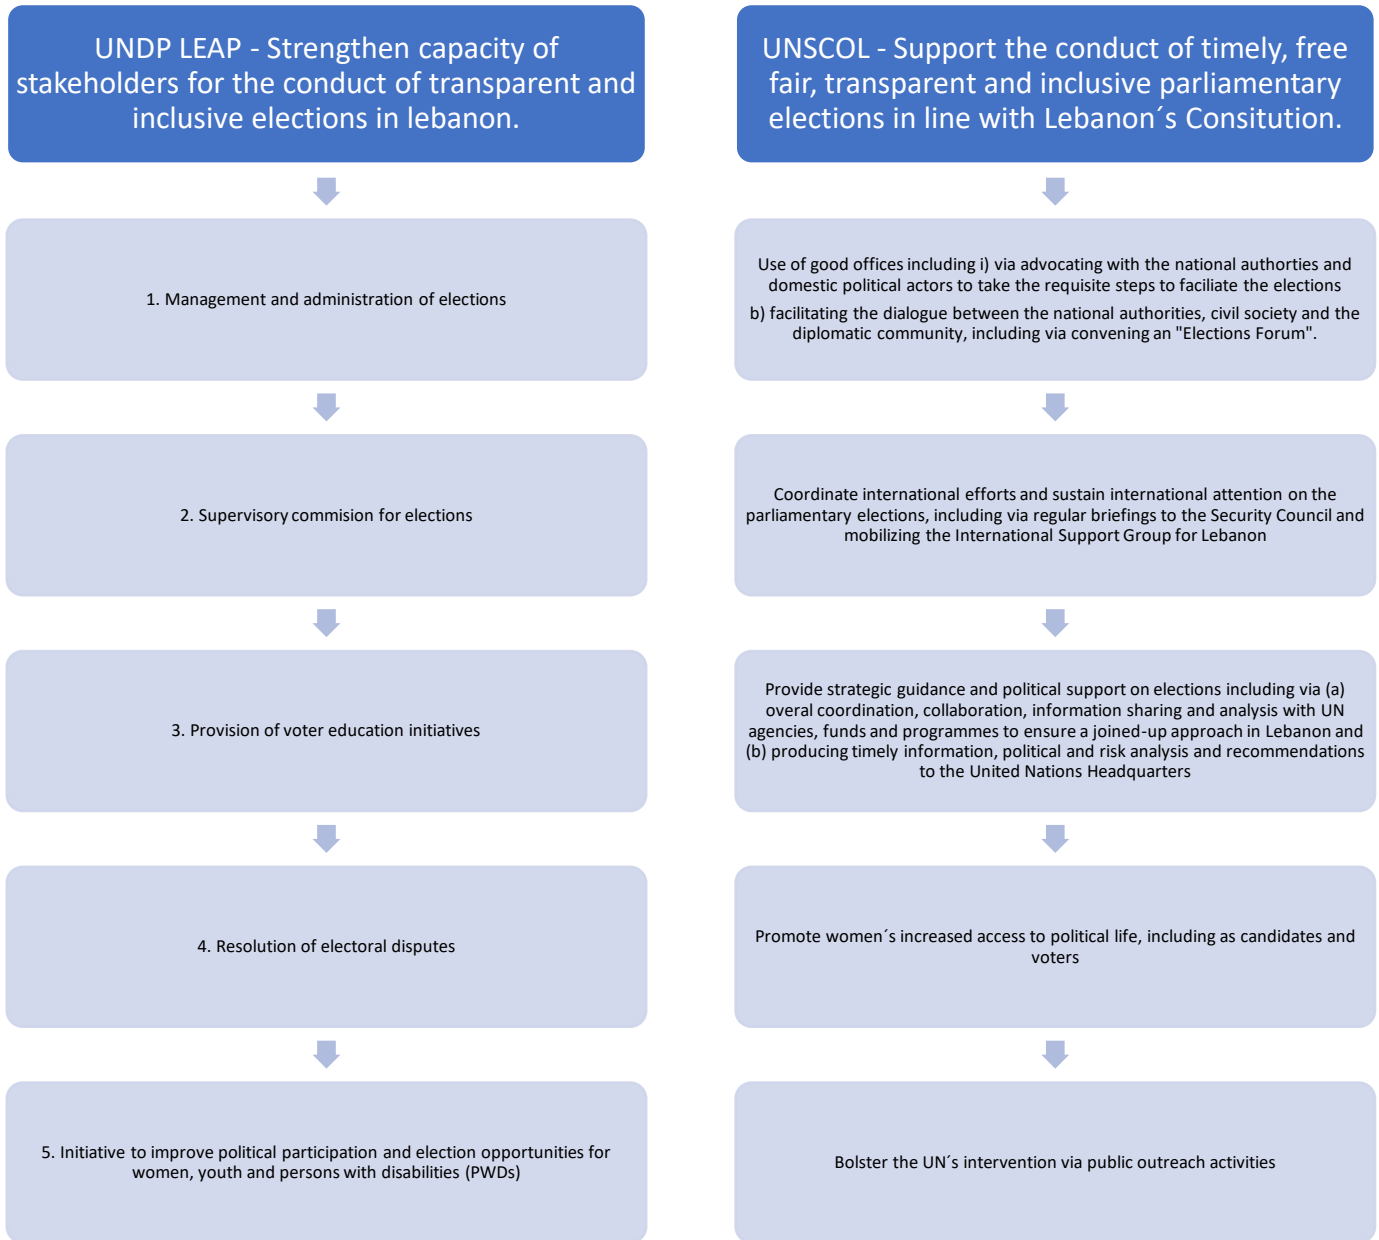 UNDP LEAP - Strengthen capacity of
stakeholders for the conduct of transparent and
inclusive elections in lebanon.
1. Management and administration of elections
2. Supervisory commision for elections
3. Provision of voter education initiatives
4. Resolution of electoral disputes
5. Initiative to improve political participation and election opportunities for
women, youth and persons with disabilities (PWDs)
UNSCOL - Support the conduct of timely, free
fair, transparent and inclusive parliamentary
elections in line with Lebanon´s Consitution.
Use of good offices including i) via advocating with the national authorties and
domestic political actors to take the requisite steps to faciliate the elections
b) facilitating the dialogue between the national authorities, civil society and the
diplomatic community, including via convening an "Elections Forum".
Coordinate international efforts and sustain international attention on the
parliamentary elections, including via regular briefings to the Security Council and
mobilizing the International Support Group for Lebanon
Provide strategic guidance and political support on elections including via (a)
overal coordination, collaboration, information sharing and analysis with UN
agencies, funds and programmes to ensure a joined-up approach in Lebanon and
(b) producing timely information, political and risk analysis and recommendations
to the United Nations Headquarters
Promote women´s increased access to political life, including as candidates and
voters
Bolster the UN´s intervention via public outreach activities